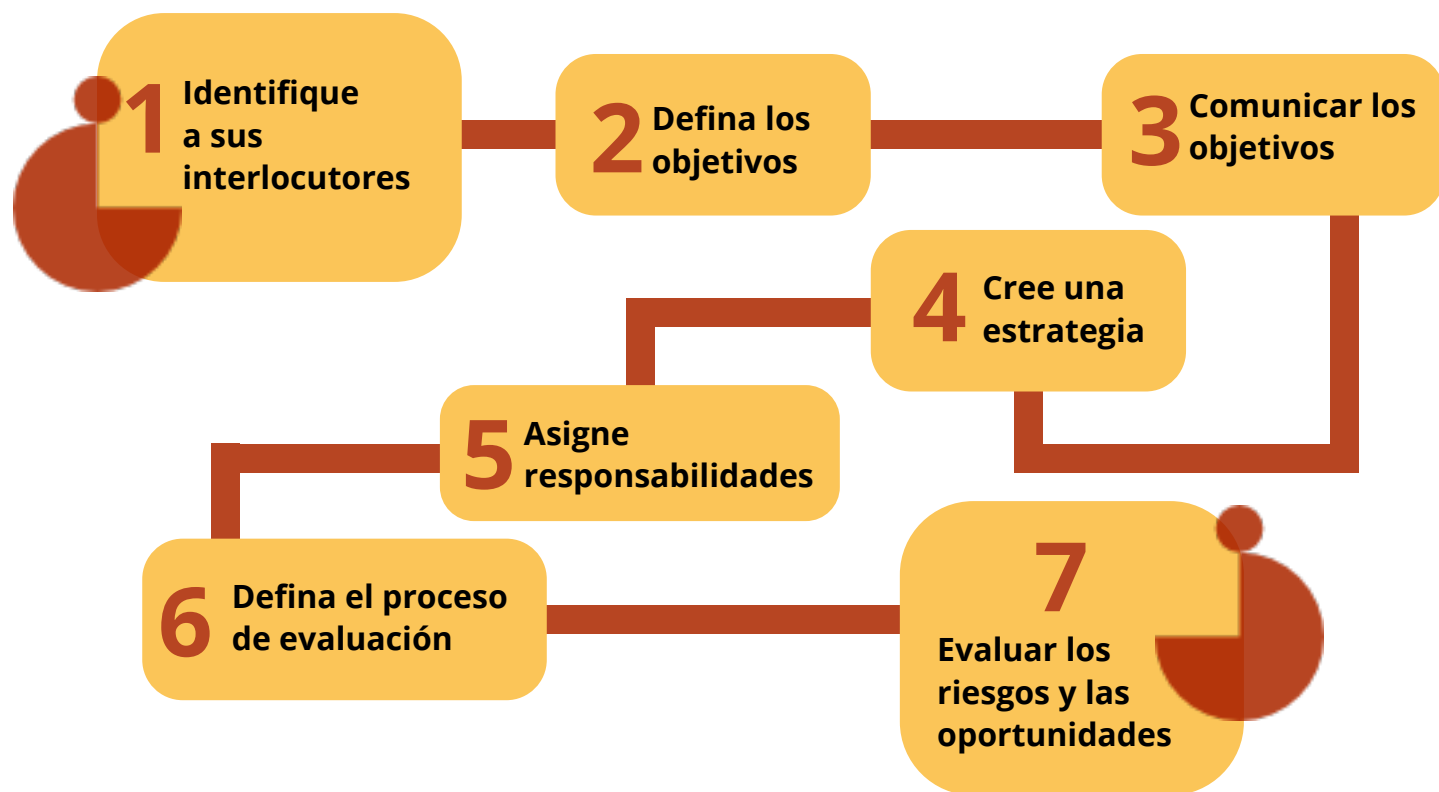 1
Identifique
a sus
interlocutores
2
Defina los
objetivos
3
Comunicar los
objetivos
4
Cree una
estrategia
5
Asigne
responsabilidades
6
Defina el proceso
de evaluación
7
Evaluar los
riesgos y las
oportunidades